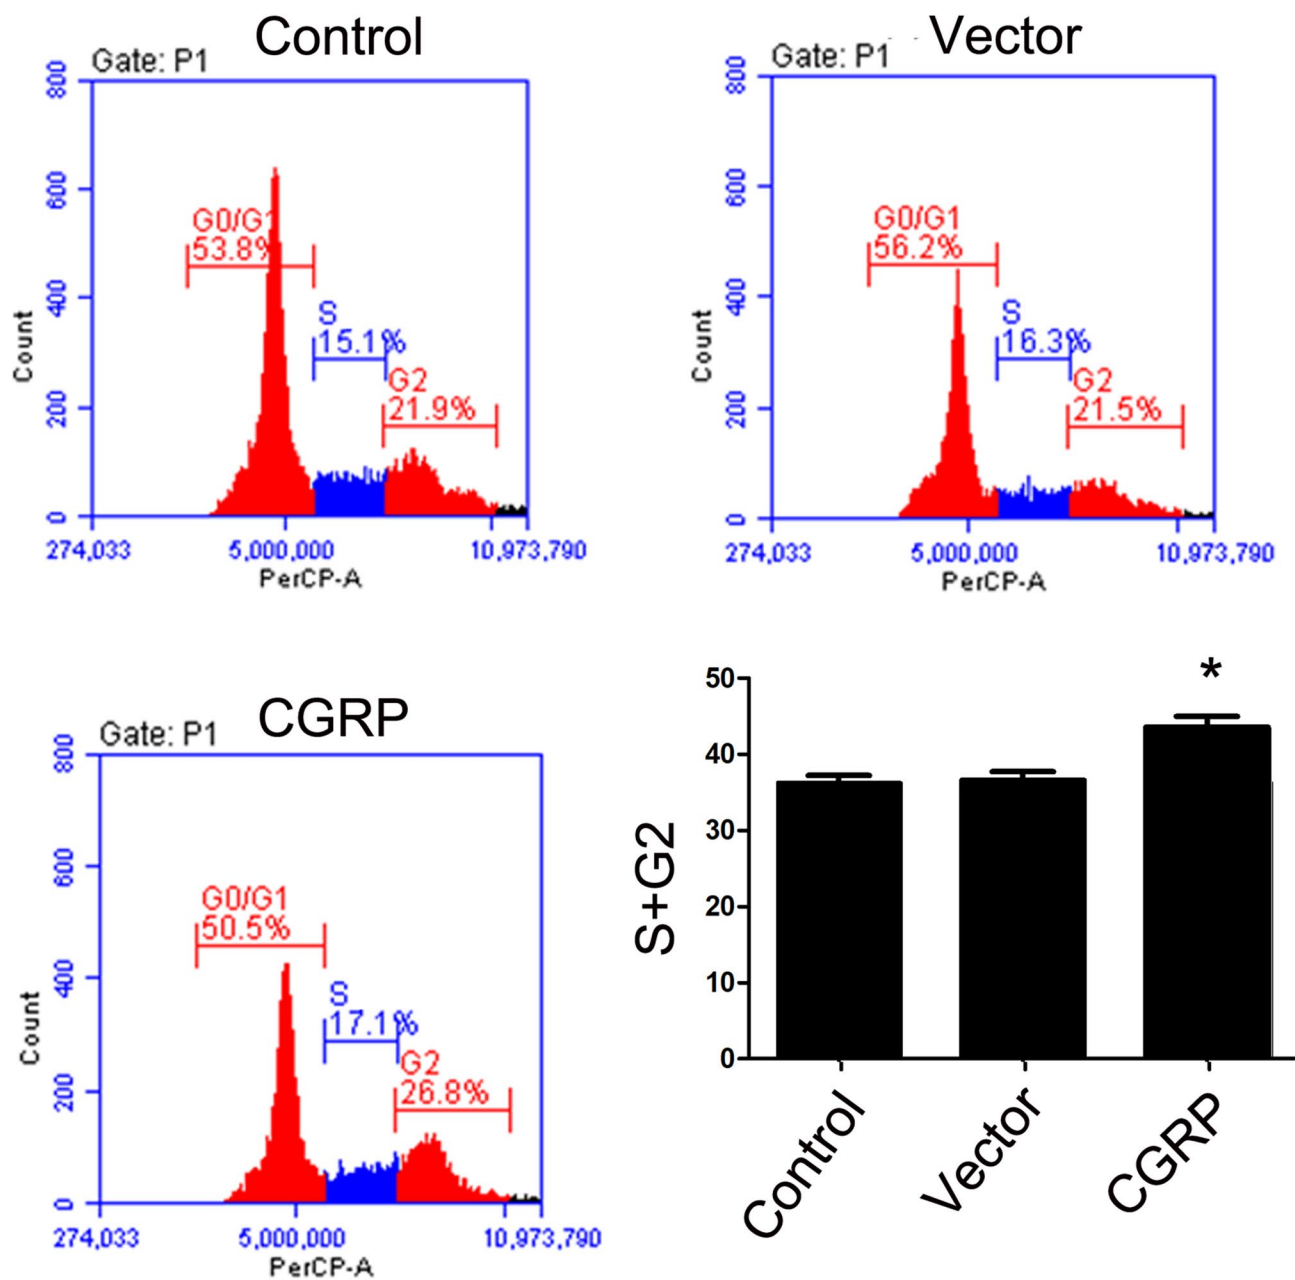 Control
Gate: P1
800
600
400
200
0
Count
G0/G1
53.8%
S
15.1%
G2
21.9%
274,033
5,000,000
10,973,790
PerCP-A
Vector
Gate: P1
800
600
400
200
0
Count
G0/G1
56.2%
S
16.3%
G2
21.5%
274,033
5,000,000
10,973,790
PerCP-A
CGRP
Gate: P1
800
600
400
200
0
Count
G0/G1
50.5%
S
17.1%
G2
26.8%
274,033
5,000,000
10,973,790
PerCP-A
*
50
40
30
20
10
0
S+G2
Control
Vector
CGRP